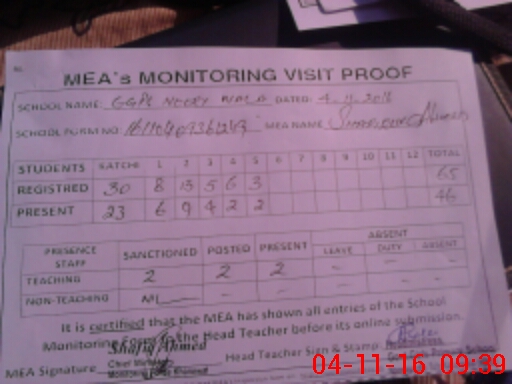 MEA's MONITORING VISIT PROOF
SCHOOL NAME: GGPS NEKKY WALA DATED: 4.11.2016
SCHOOL FORM NO: MEA NAME
STUDENTS KATCHI 1 2 3 4 5 6 7 8 9 10 11 12 TOTAL
REGISTRED 30 8 13 5 6 3 65
PRESENT 23 6 9 4 2 2 46
PRESENCE STAFF SANCTIONED POSTED PRESENT ABSENT
LEAVE DUTY ABSENT
TEACHING 2 2 2 - - -
NON-TEACHING NIL - - - -
It is certified that the MEA has shown all entries of the School
Monitoring Form to the Head Teacher before its online submission.
MEA Signature Shafiq Ahmed Head Teacher Sign & Stamp
04-11-16 09:39